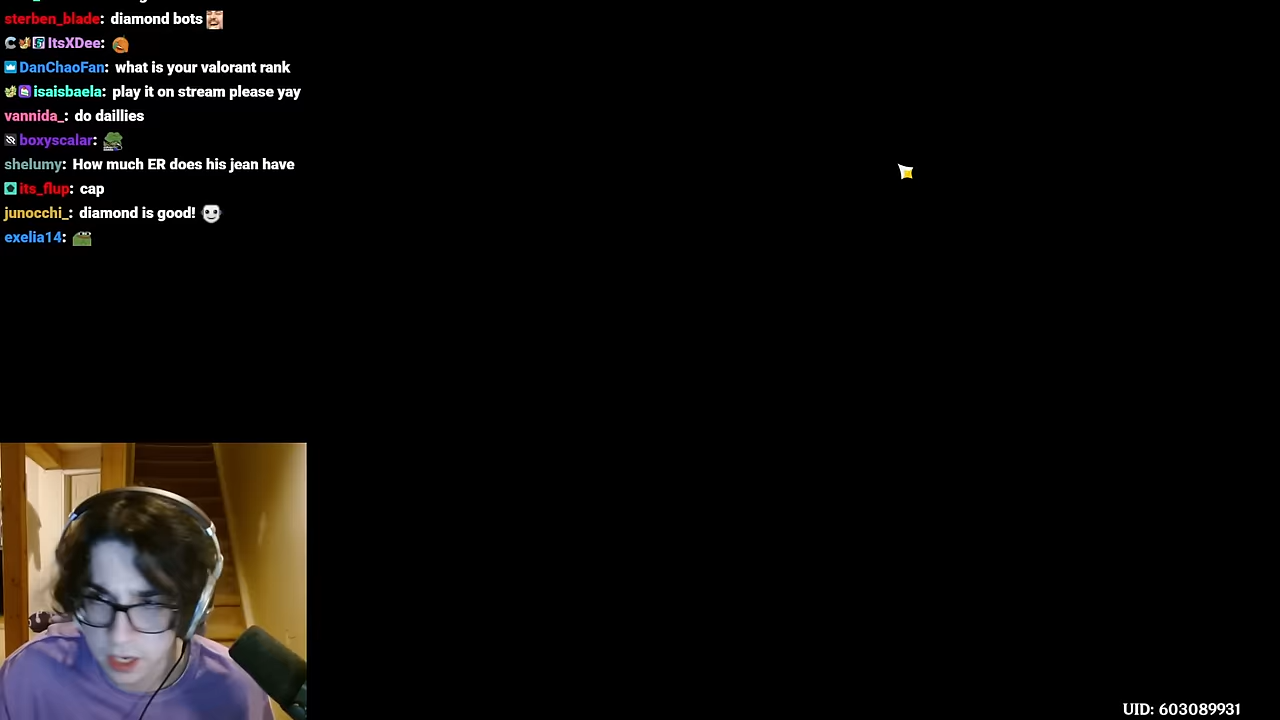 sterben_blade: diamond bots
ItsXDee:
DanChaoFan: what is your valorant rank
isaisbaela: play it on stream please yay
vannida_: do daillies
boxyscalar:
shelumy: How much ER does his jean have
its_flup: cap
junocchi_: diamond is good!
exelia14:
UID: 603089931